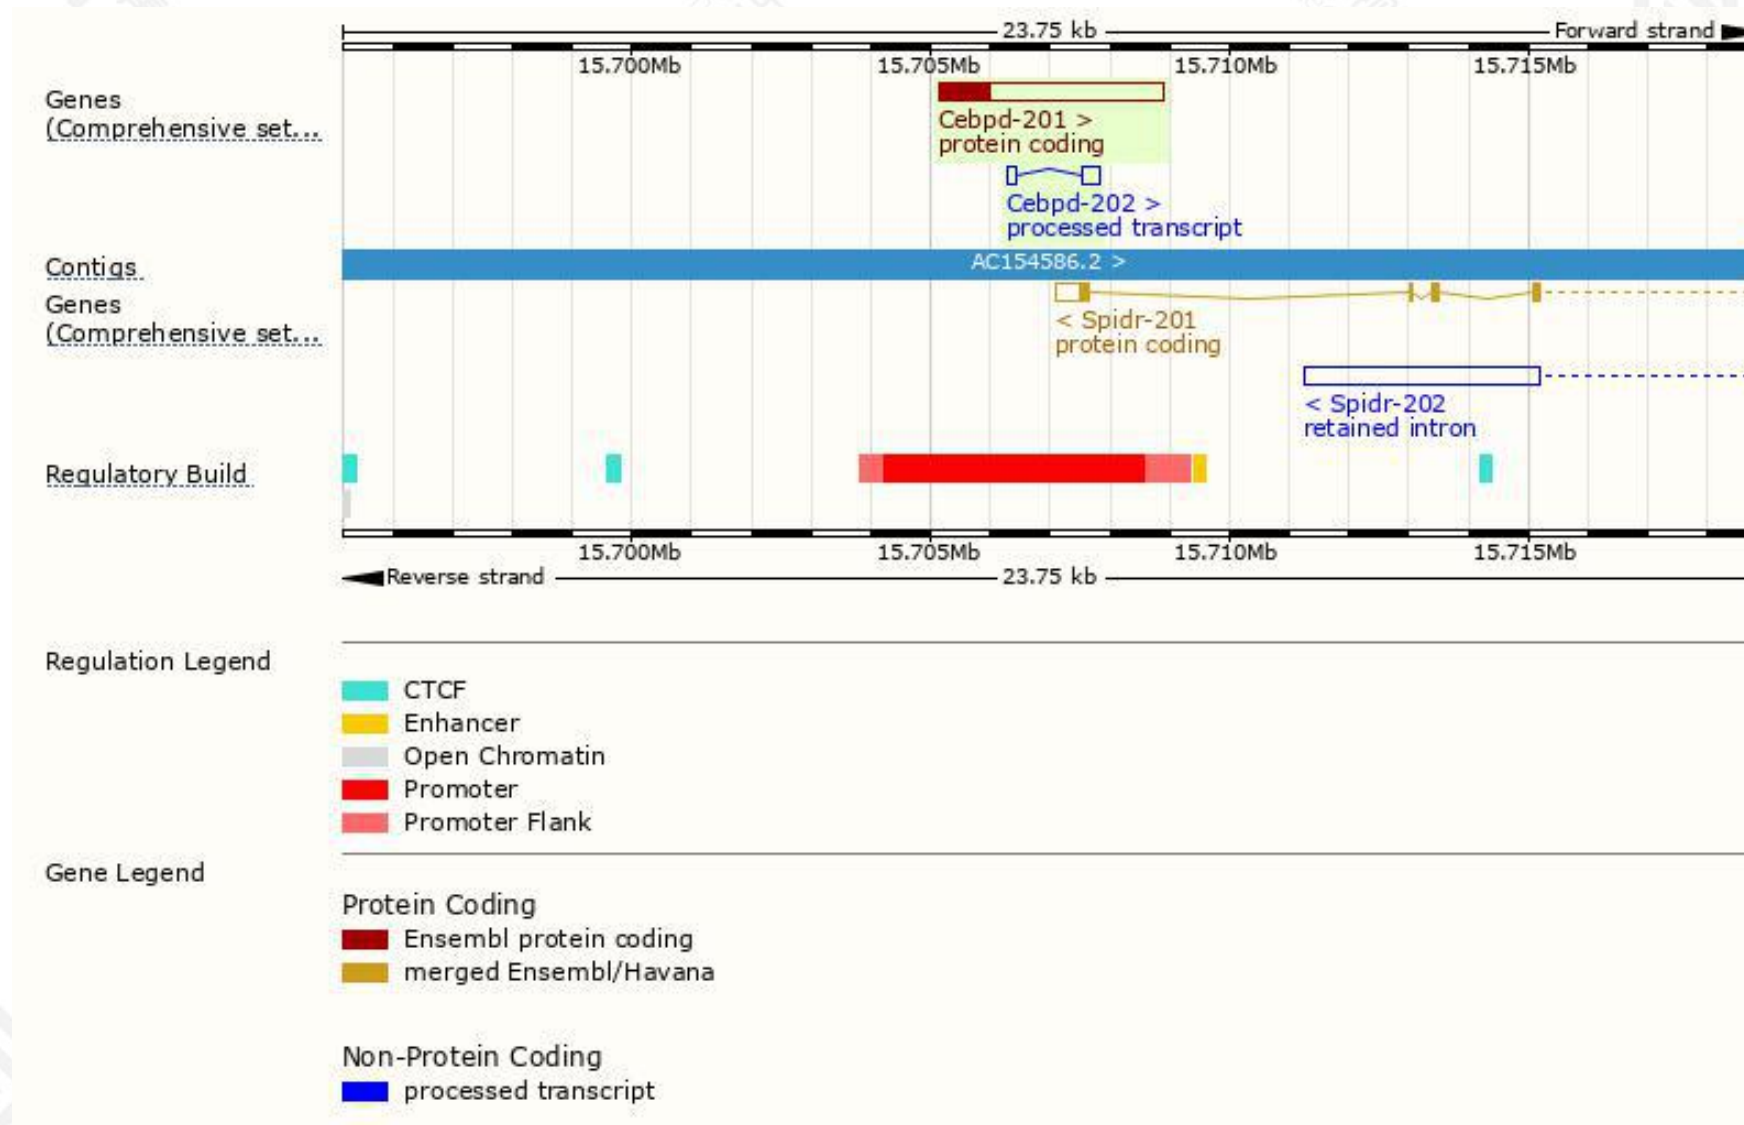 23.75 kb
Forward strand
15.700Mb 15.705Mb 15.710Mb 15.715Mb
Genes
(Comprehensive set...
Cebpd-201 >
protein coding
Cebpd-202 >
processed transcript
Contigs
AC154586.2 >
Genes
(Comprehensive set...
< Spidr-201
protein coding
< Spidr-202
retained intron
Regulatory Build
15.700Mb 15.705Mb 15.710Mb 15.715Mb
Reverse strand
23.75 kb
Regulation Legend
CTCF
Enhancer
Open Chromatin
Promoter
Promoter Flank
Gene Legend
Protein Coding
Ensembl protein coding
merged Ensembl/Havana
Non-Protein Coding
processed transcript